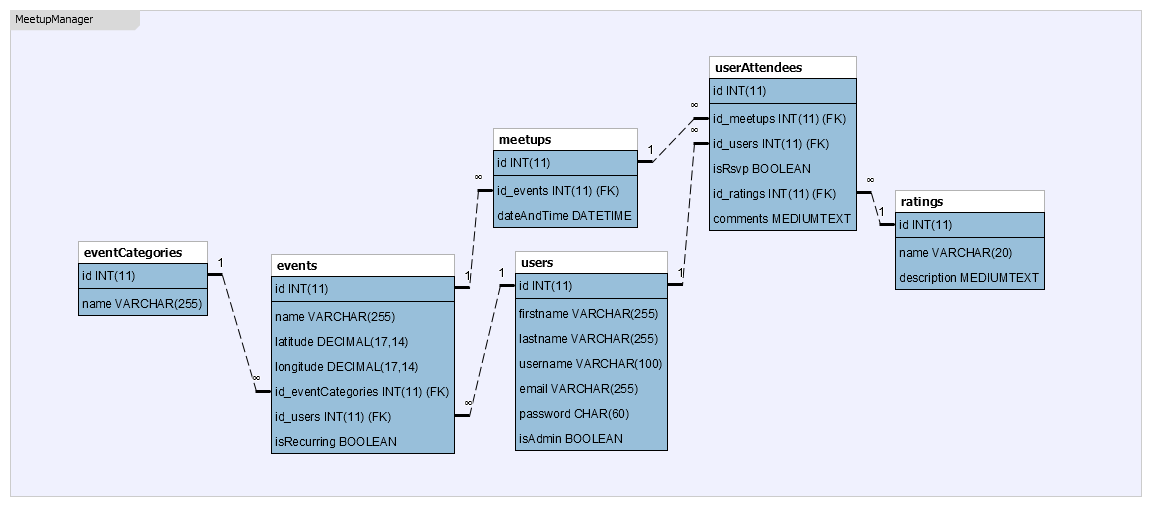 MeetupManager
eventCategories
id INT(11)
name VARCHAR(255)
1
∞
events
id INT(11)
name VARCHAR(255)
latitude DECIMAL(17,14)
longitude DECIMAL(17,14)
id_eventCategories INT(11) (FK)
id_users INT(11) (FK)
isRecurring BOOLEAN
1
∞
∞
meetups
id INT(11)
id_events INT(11) (FK)
dateAndTime DATETIME
1
∞
1
users
id INT(11)
firstname VARCHAR(255)
lastname VARCHAR(255)
username VARCHAR(100)
email VARCHAR(255)
password CHAR(60)
isAdmin BOOLEAN
1
∞
userAttendees
id INT(11)
id_meetups INT(11) (FK)
id_users INT(11) (FK)
isRsvp BOOLEAN
id_ratings INT(11) (FK)
comments MEDIUMTEXT
∞
1
ratings
id INT(11)
name VARCHAR(20)
description MEDIUMTEXT